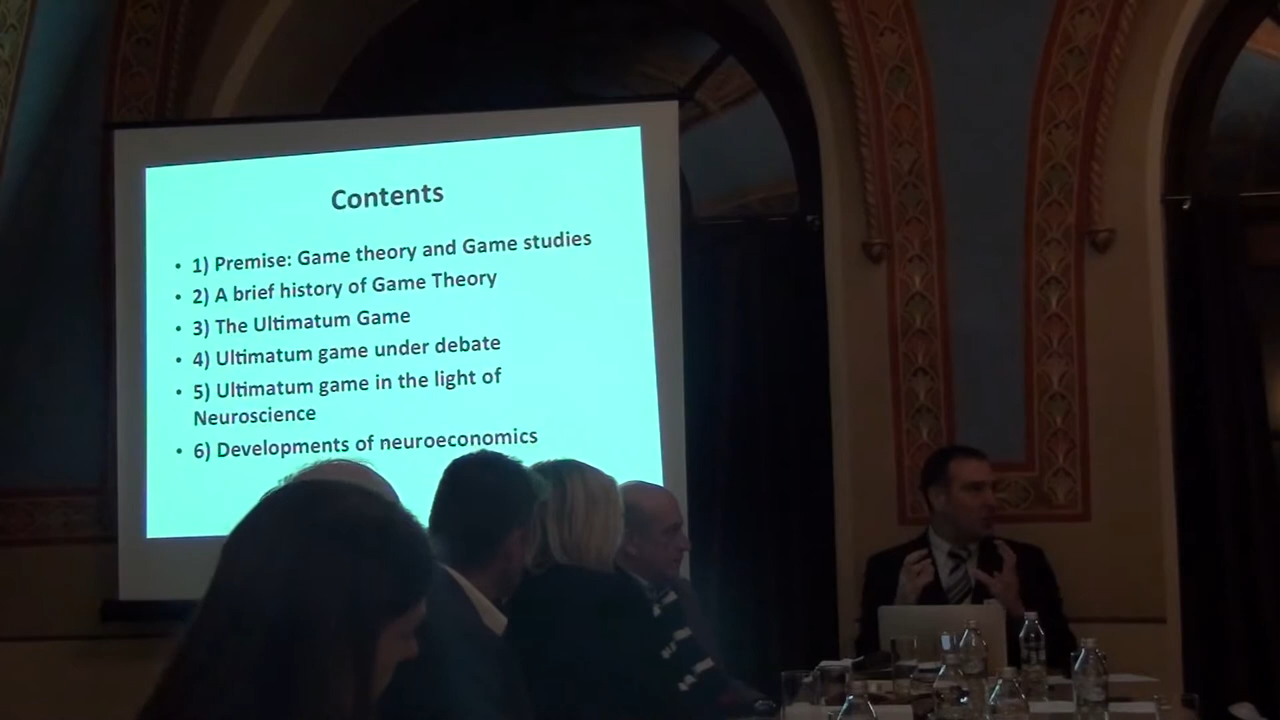 Contents
• 1) Premise: Game theory and Game studies
• 2) A brief history of Game Theory
• 3) The Ultimatum Game
• 4) Ultimatum game under debate
• 5) Ultimatum game in the light of
Neuroscience
• 6) Developments of neuroeconomics